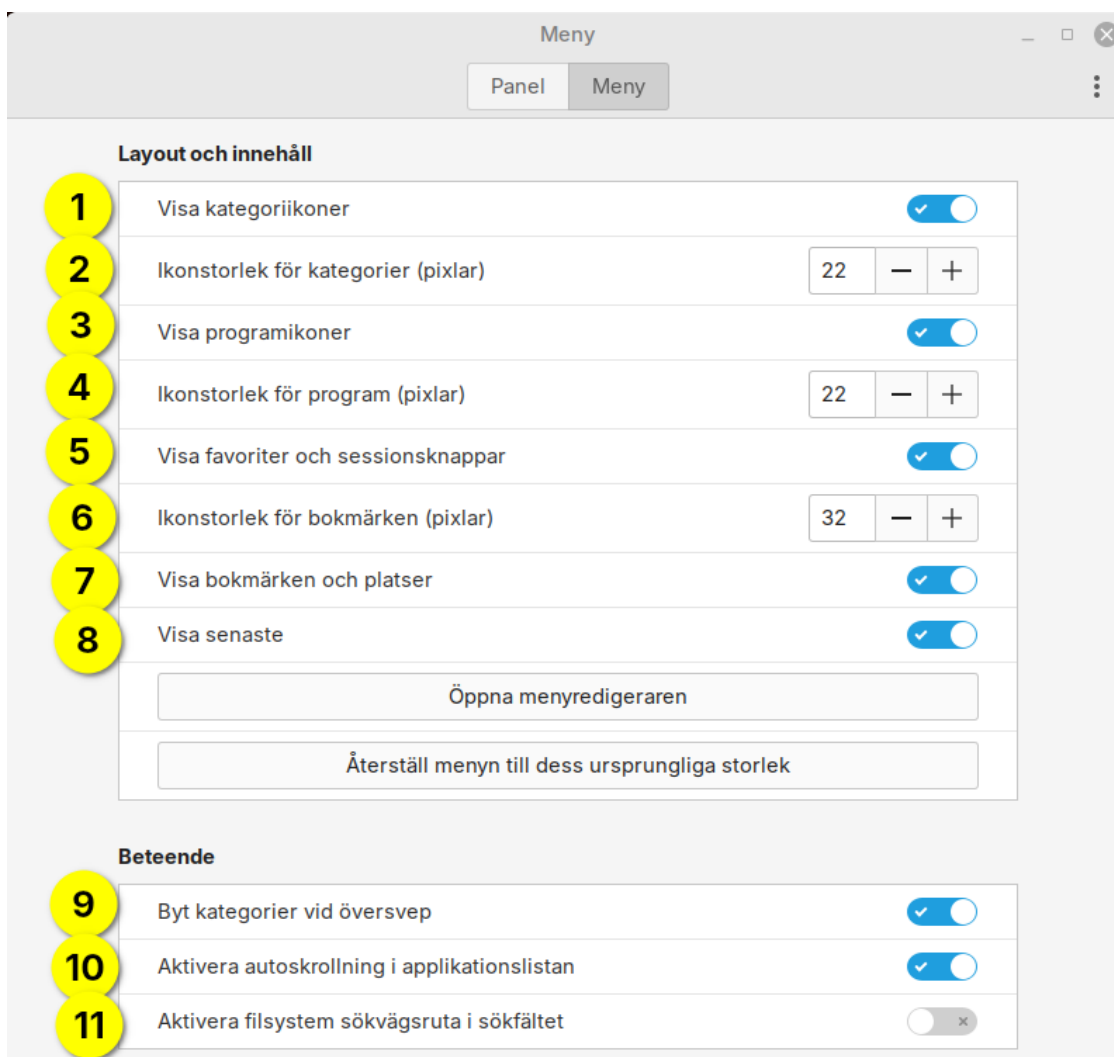 Meny
Panel Meny
Layout och innehåll
1 Visa kategoriikoner
2 Ikonstorlek för kategorier (pixlar) 22
3 Visa programikoner
4 Ikonstorlek för program (pixlar) 22
5 Visa favoriter och sessionsknappar
6 Ikonstorlek för bokmärken (pixlar) 32
7 Visa bokmärken och platser
8 Visa senaste
Öppna menyredigeraren
Återställ menyn till dess ursprungliga storlek
Beteende
9 Byt kategorier vid översvep
10 Aktivera autoskrollning i applikationslistan
11 Aktivera filsystem sökvägsruta i sökfältet